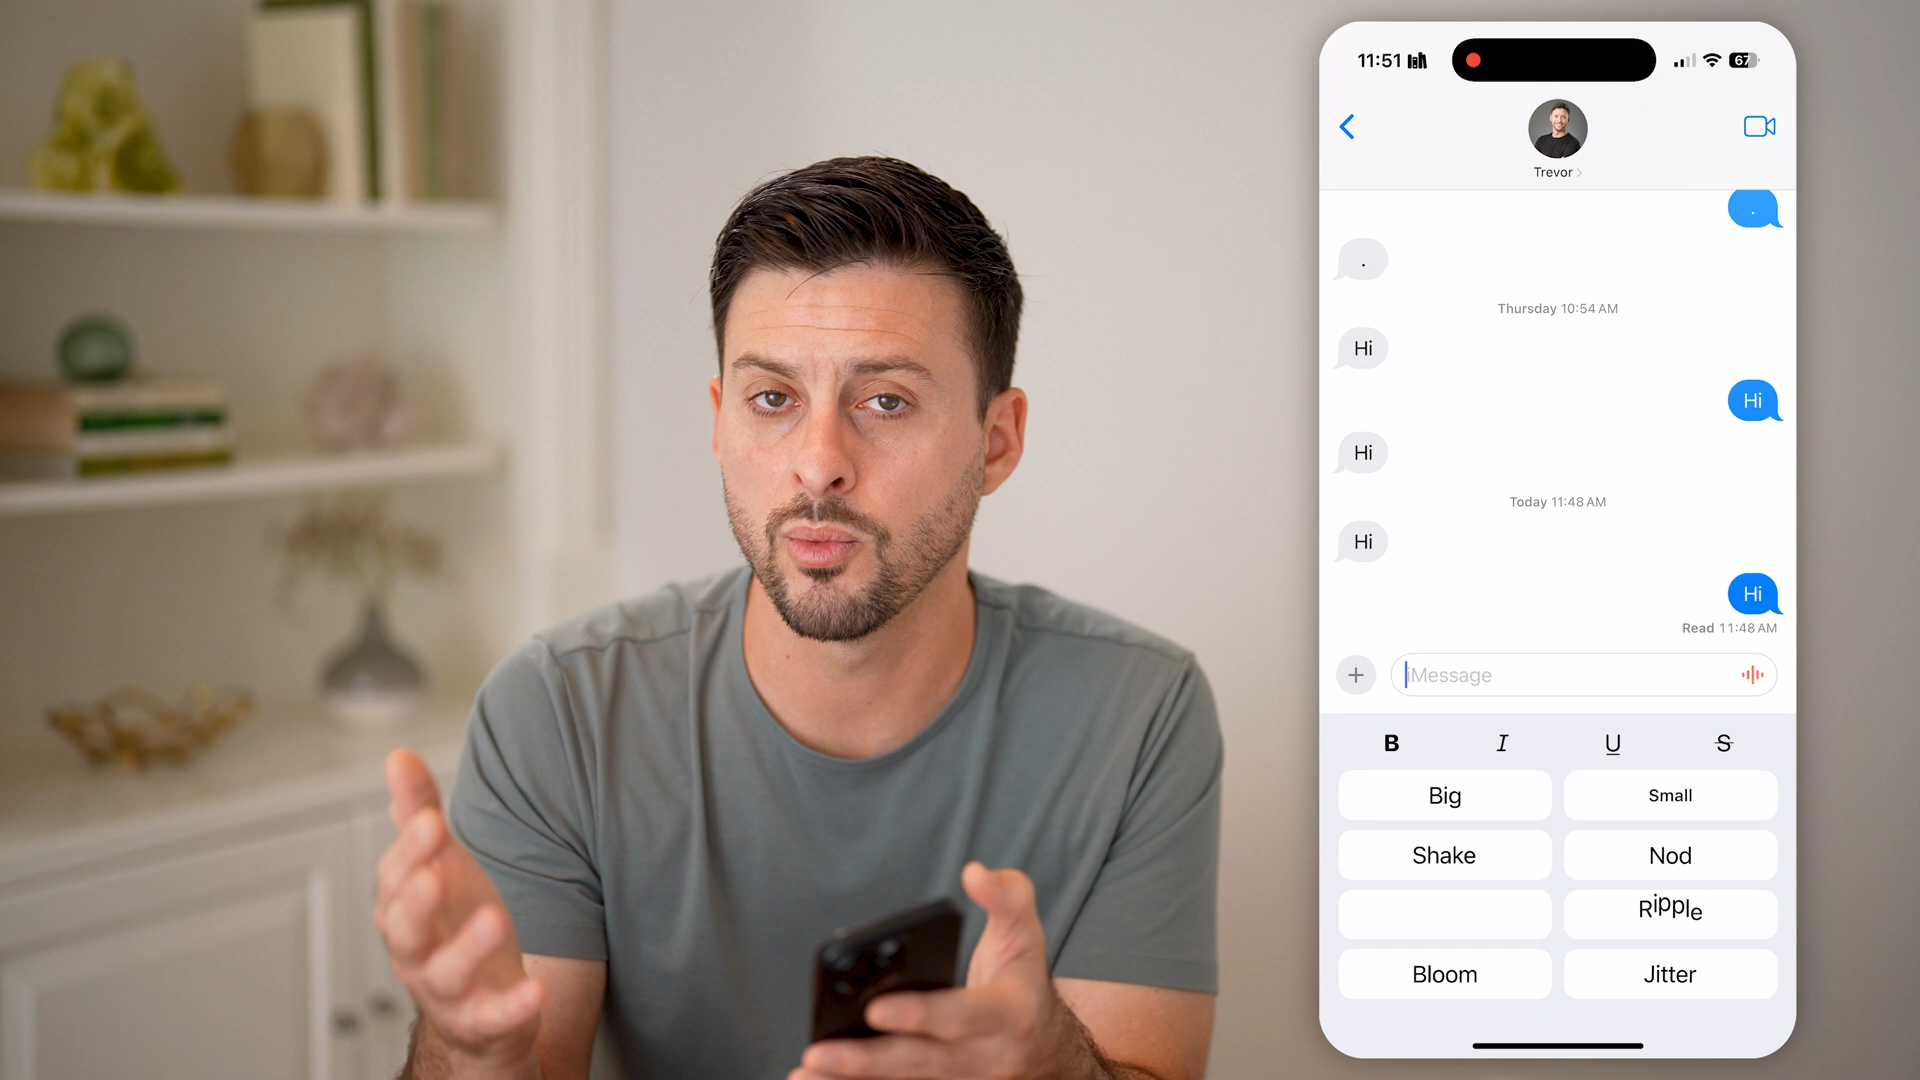 11:51
67
Trevor
.
.
Thursday 10:54 AM
Hi
Hi
Hi
Today 11:48 AM
Hi
Hi
Read 11:48 AM
iMessage
B I U S
Big Small
Shake Nod
Ripple
Bloom Jitter